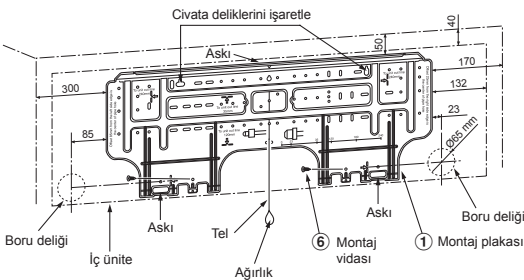 Civata deliklerini işaretle
40
50
Askı
170
300
132
23
85
Ø65 mm
Askı
Askı
Boru deliği
Boru deliği
İç ünite
Tel
Ağırlık
6 Montaj
vidası
1 Montaj plakası